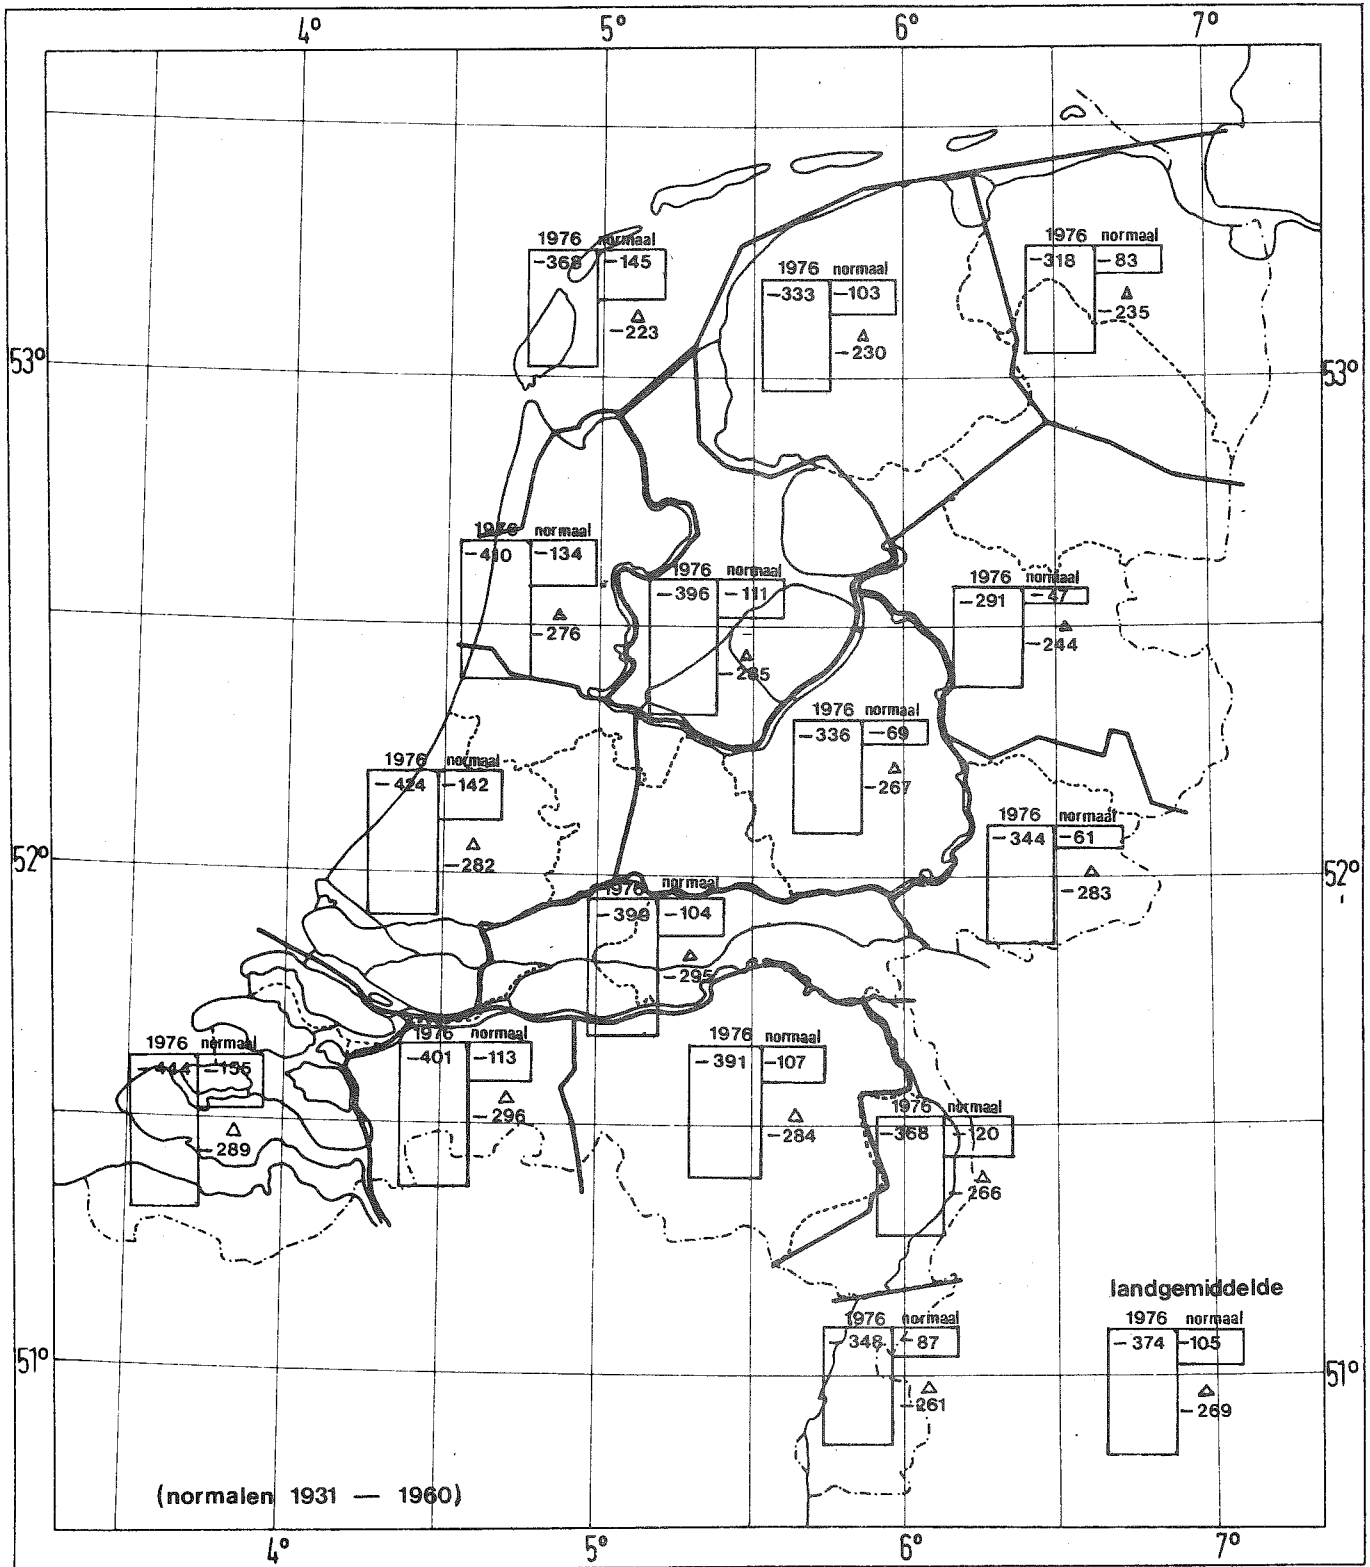 4° 5° 6° 7°
1976 normaal
-368 -145
△
-223
1976 normaal
-318 -83
△
-235
1976 normaal
-333 -103
△
-230
53° 53°
1976 normaal
-410 -134
△
-276
1976 normaal
-396 -111
△
-285
1976 normaal
-291 -47
△
-244
1976 normaal
-336 -69
△
-267
1976 normaal
-424 -142
△
-282
1976 normaal
-344 -61
△
-283
52° 52°
1976 normaal
-399 -104
△
-295
1976 normaal
-401 -113
△
-296
1976 normaal
-391 -107
△
-284
1976 normaal
-444 -155
△
-289
1976 normaal
-368 -120
△
-266
landgemiddelde
1976 normaal
-374 -105
△
-269
1976 normaal
-348 -87
△
-261
51° 51°
(normalen 1931 — 1960)
4° 5° 6° 7°